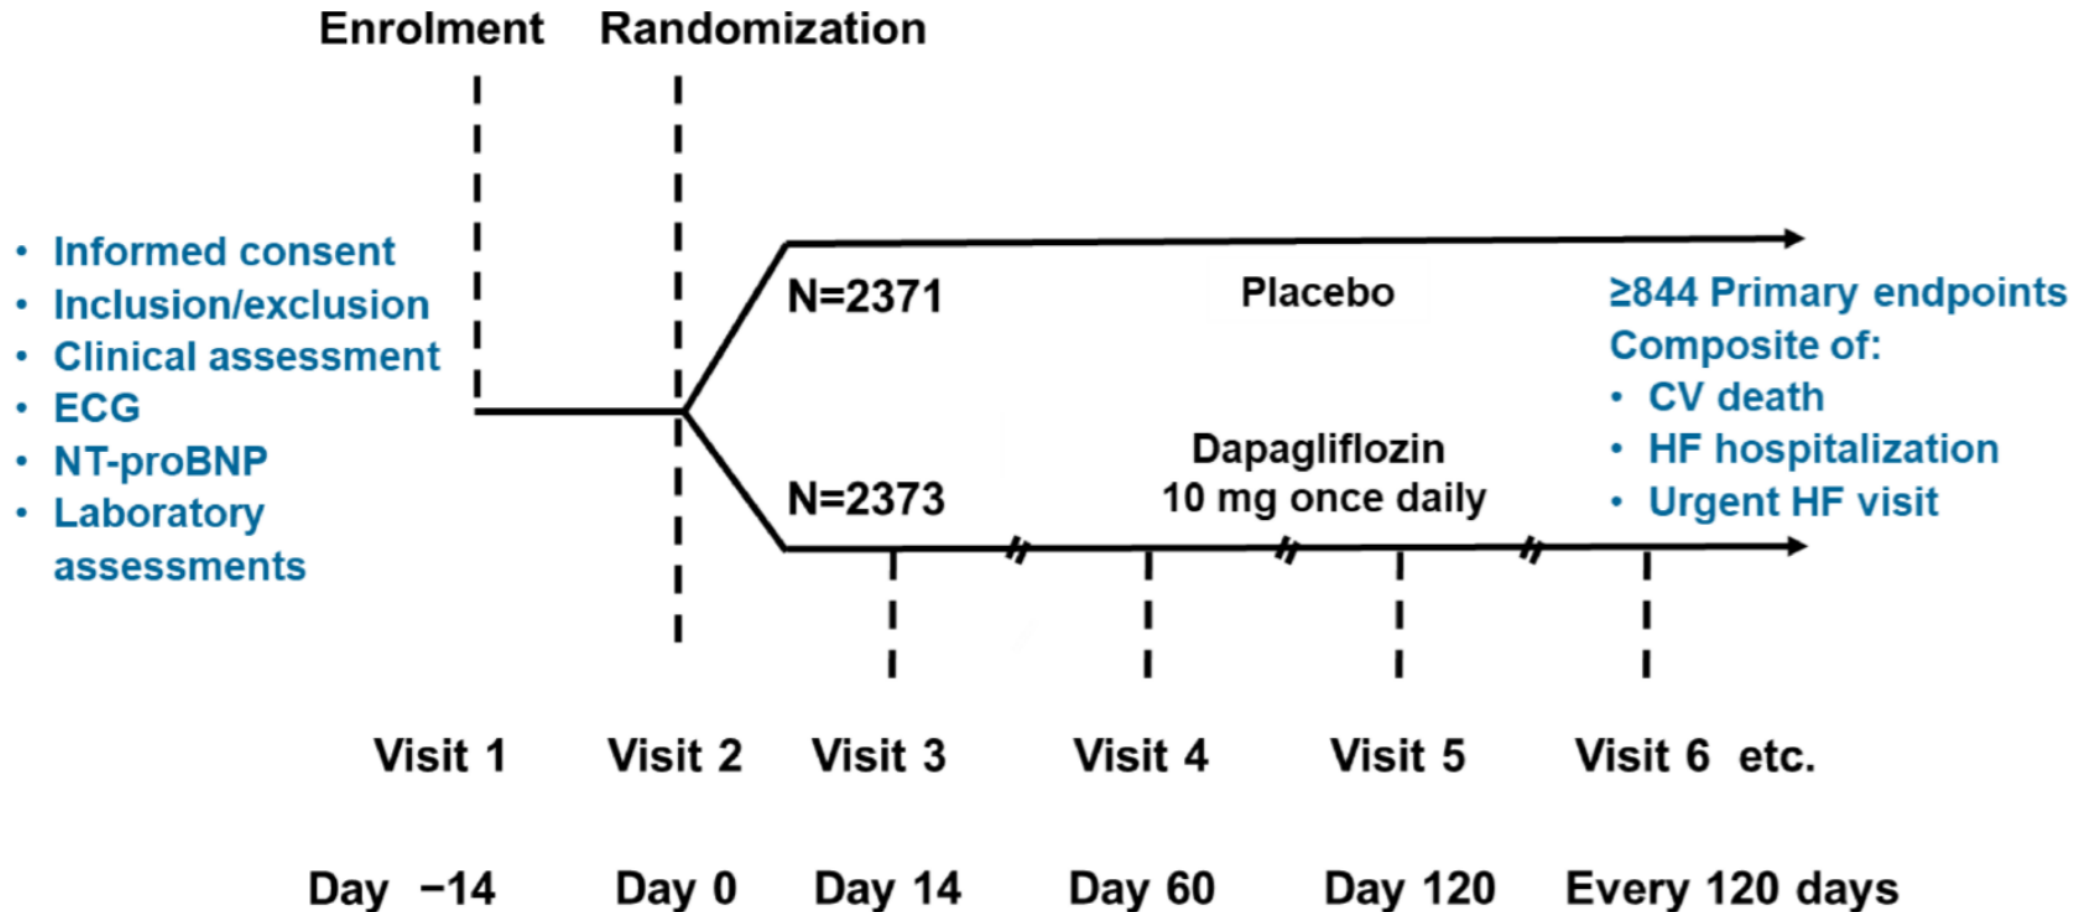 Enrolment Randomization
• Informed consent
• Inclusion/exclusion
• Clinical assessment
• ECG
• NT-proBNP
• Laboratory
assessments
N=2371
Placebo
N=2373
Dapagliflozin
10 mg once daily
≥844 Primary endpoints
Composite of:
• CV death
• HF hospitalization
• Urgent HF visit
Visit 1 Visit 2 Visit 3 Visit 4 Visit 5 Visit 6 etc.
Day −14 Day 0 Day 14 Day 60 Day 120 Every 120 days